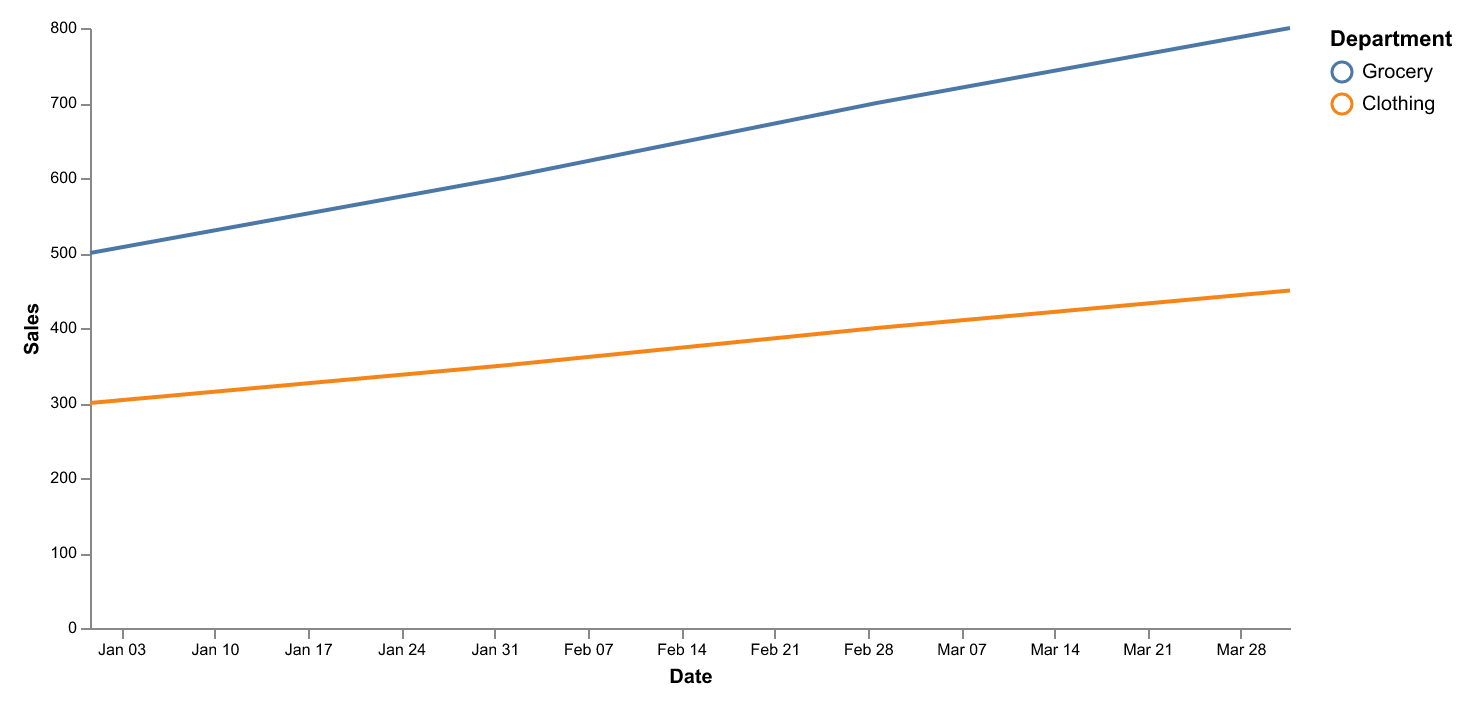 800
700
600
500
400
300
200
100
0
Sales
Jan 03 Jan 10 Jan 17 Jan 24 Jan 31 Feb 07 Feb 14 Feb 21 Feb 28 Mar 07 Mar 14 Mar 21 Mar 28
Date
Department
Grocery
Clothing